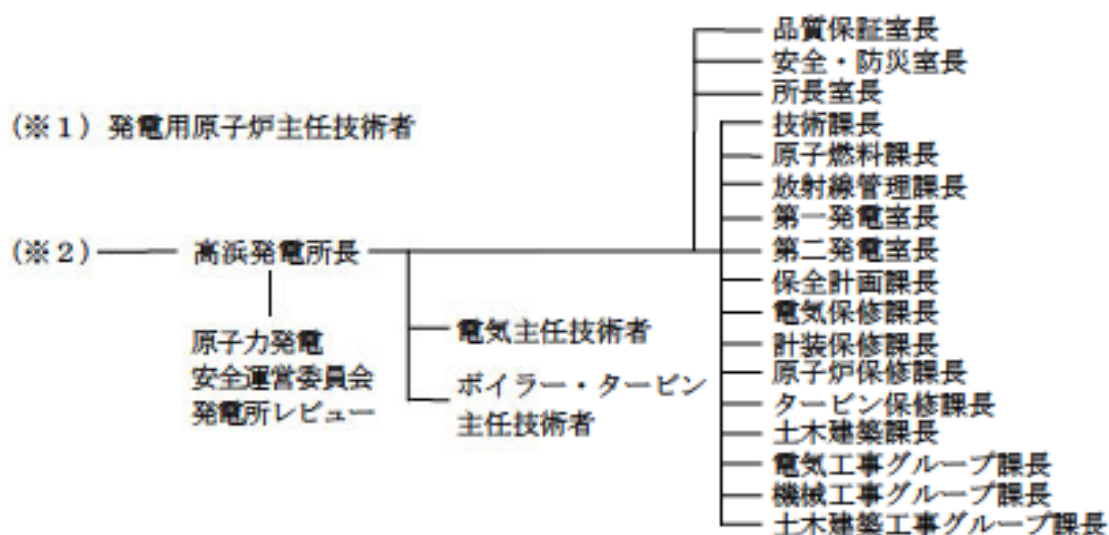 品質保証室長
安全・防災室長
所長室長
(※1) 発電用原子炉主任技術者
技術課長
原子燃料課長
放射線管理課長
第一発電室長
(※2)
高浜発電所長
第二発電室長
保全計画課長
電気保修課長
計装保修課長
原子炉保修課長
タービン保修課長
土木建築課長
電気工事グループ課長
機械工事グループ課長
土木建築工事グループ課長
電気主任技術者
ボイラー・タービン
主任技術者
原子力発電
安全運営委員会
発電所レビュー